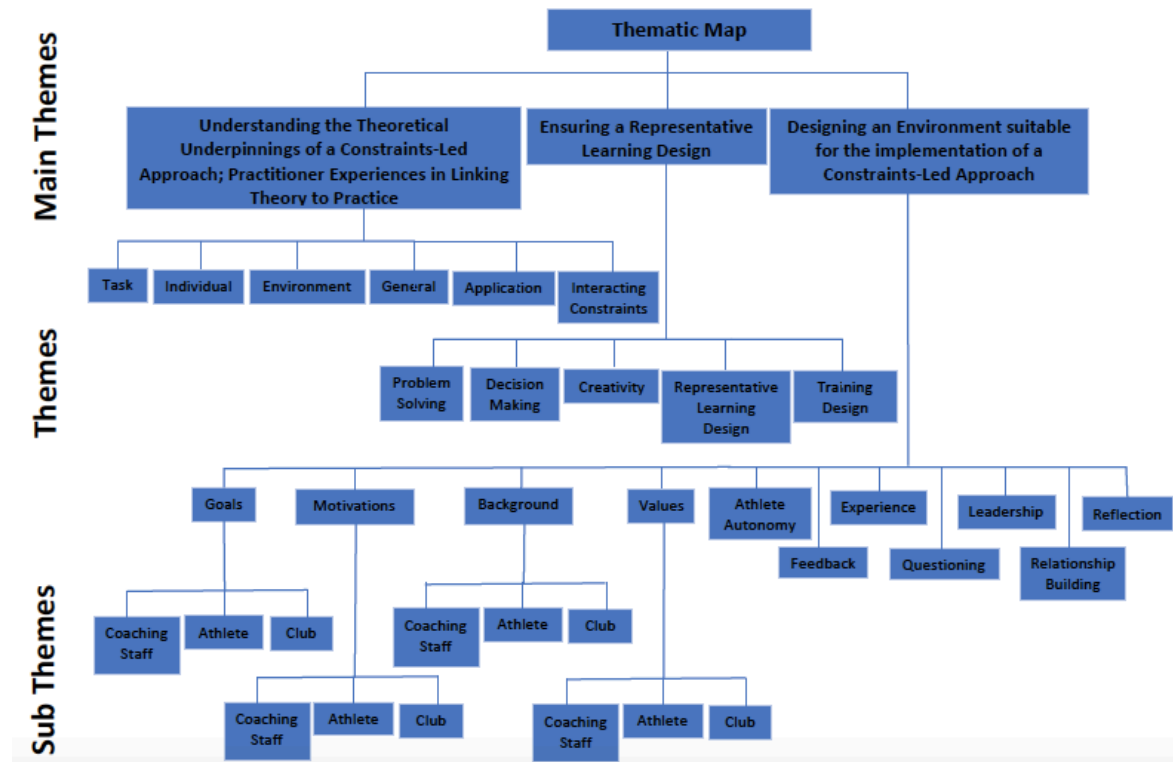 Thematic Map
Main Themes
Understanding the Theoretical
Underpinnings of a Constraints-Led
Approach; Practitioner Experiences in Linking
Theory to Practice
Ensuring a Representative
Learning Design
Designing an Environment suitable
for the implementation of a
Constraints-Led Approach
Themes
Task
Individual
Environment
General
Application
Interacting
Constraints
Problem
Solving
Decision
Making
Creativity
Representative
Learning
Design
Training
Design
Goals
Motivations
Background
Values
Athlete
Autonomy
Feedback
Experience
Questioning
Leadership
Relationship
Building
Reflection
Sub Themes
Coaching
Staff
Athlete
Club
Coaching
Staff
Athlete
Club
Coaching
Staff
Athlete
Club
Coaching
Staff
Athlete
Club